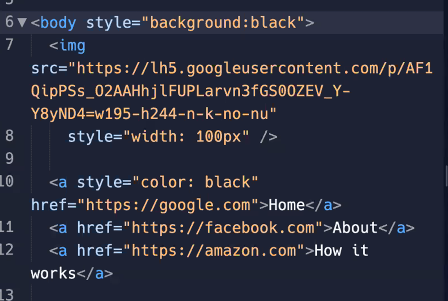 6 <body style="background:black">
7 <img
src="https://lh5.googleusercontent.com/p/AF1
QipPSs_O2AAHhjlFUPLarvn3fGS0OZEV_Y-
Y8yND4=w195-h244-n-k-no-nu"
8 style="width: 100px" />
9
10 <a style="color: black"
href="https://google.com">Home</a>
11 <a href="https://facebook.com">About</a>
12 <a href="https://amazon.com">How it
works</a>
13